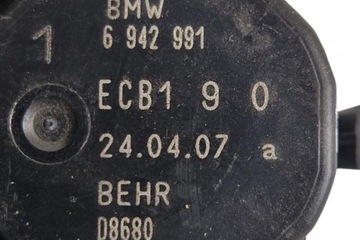 BMW
1 6 942 991
ECB1 9 0
24.04.07 a
BEHR
D8680